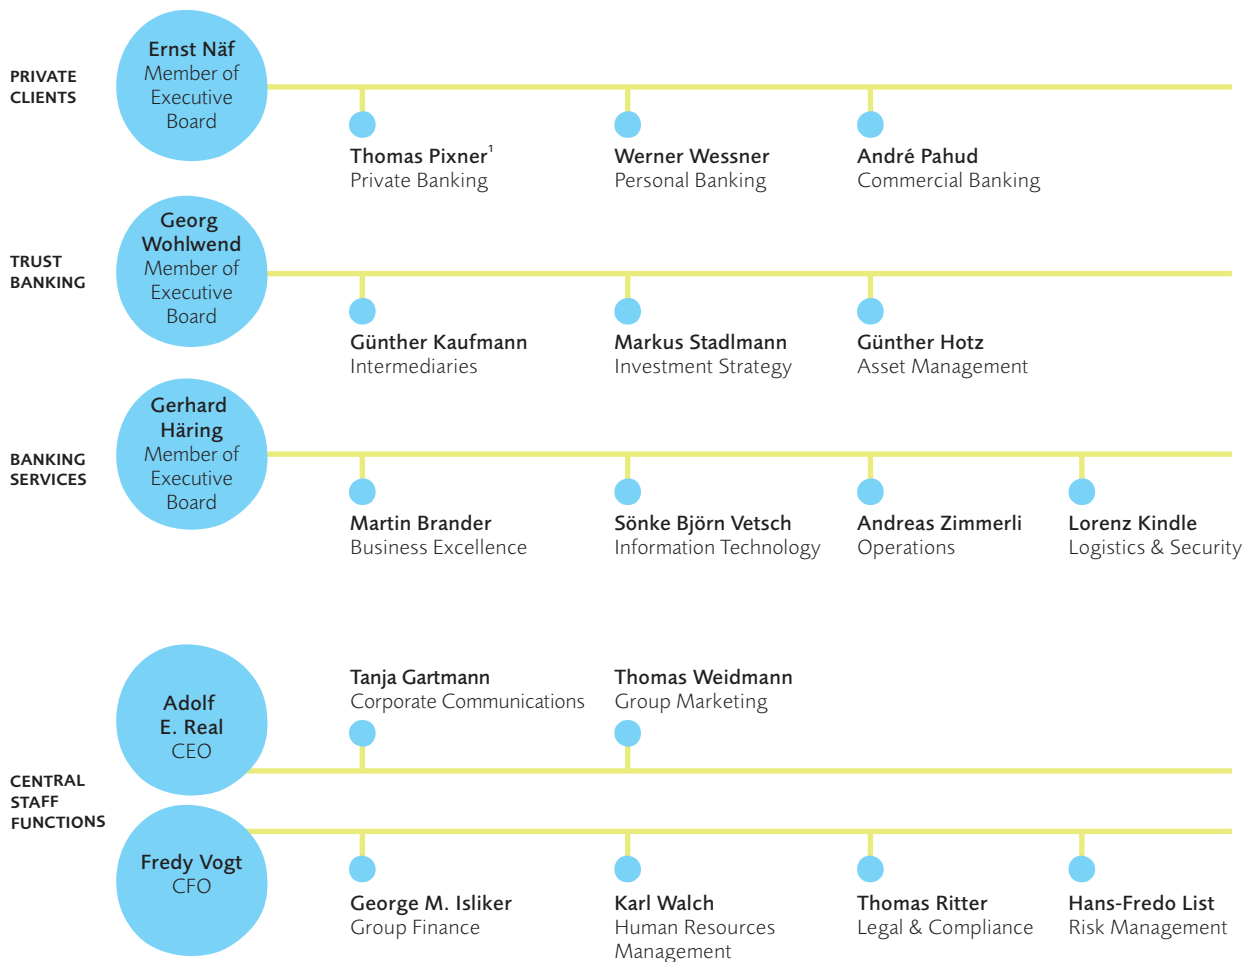 PRIVATE
CLIENTS
Ernst Näf
Member of
Executive
Board
Thomas Pixner¹
Private Banking
Werner Wessner
Personal Banking
André Pahud
Commercial Banking
TRUST
BANKING
Georg
Wohlwend
Member of
Executive
Board
Günther Kaufmann
Intermediaries
Markus Stadlmann
Investment Strategy
Günther Hotz
Asset Management
BANKING
SERVICES
Gerhard
Häring
Member of
Executive
Board
Martin Brander
Business Excellence
Sönke Björn Vetsch
Information Technology
Andreas Zimmerli
Operations
Lorenz Kindle
Logistics & Security
CENTRAL
STAFF
FUNCTIONS
Adolf
E. Real
CEO
Tanja Gartmann
Corporate Communications
Thomas Weidmann
Group Marketing
Fredy Vogt
CFO
George M. Isliker
Group Finance
Karl Walch
Human Resources
Management
Thomas Ritter
Legal & Compliance
Hans-Fredo List
Risk Management